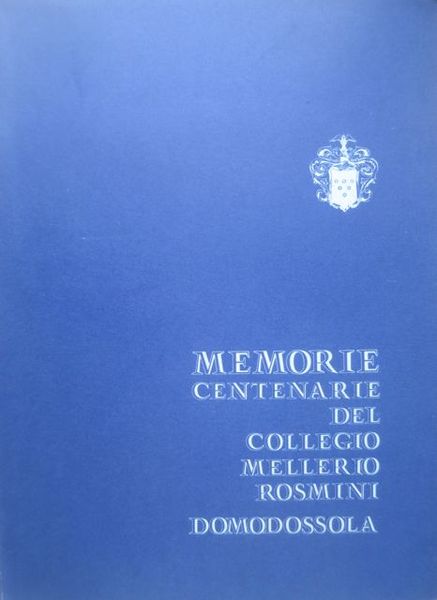 MEMORIE
CENTENARIE
DEL
COLLEGIO
MELLERIO
ROSMINI
DOMODOSSOLA